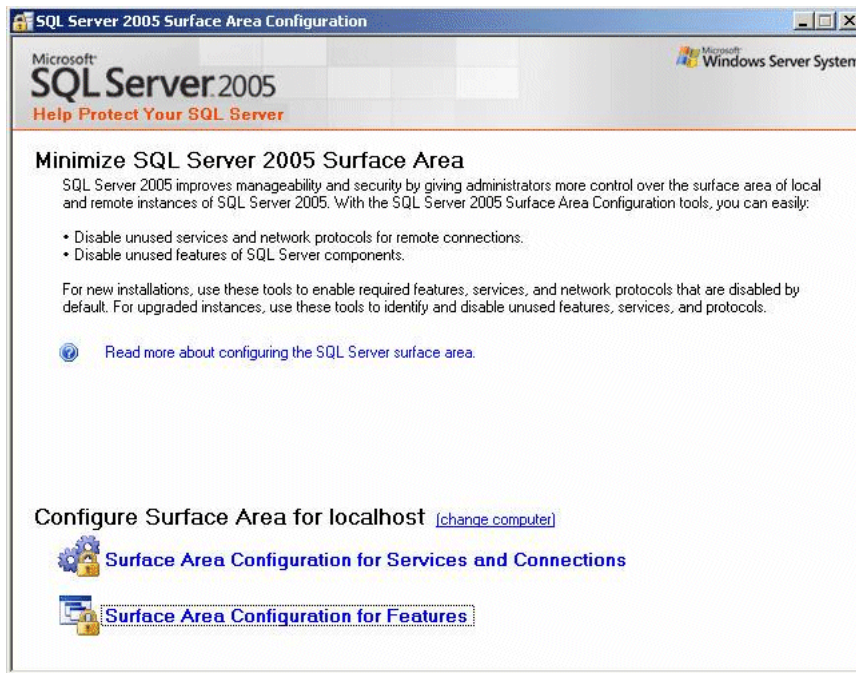 SQL Server 2005 Surface Area Configuration
Microsoft
SQL Server 2005
Help Protect Your SQL Server
Microsoft
Windows Server System
Minimize SQL Server 2005 Surface Area
SQL Server 2005 improves manageability and security by giving administrators more control over the surface area of local
and remote instances of SQL Server 2005. With the SQL Server 2005 Surface Area Configuration tools, you can easily:
• Disable unused services and network protocols for remote connections.
• Disable unused features of SQL Server components.
For new installations, use these tools to enable required features, services, and network protocols that are disabled by
default. For upgraded instances, use these tools to identify and disable unused features, services, and protocols.
Read more about configuring the SQL Server surface area.
Configure Surface Area for localhost (change computer)
Surface Area Configuration for Services and Connections
Surface Area Configuration for Features